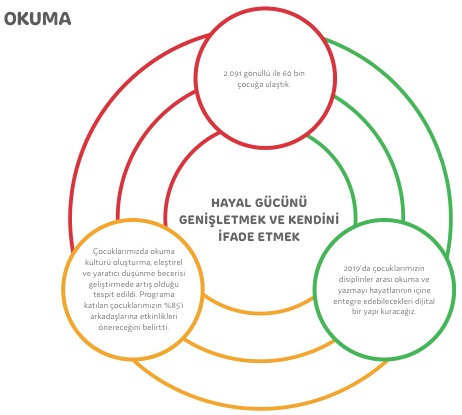 OKUMA
2.091 gönüllü ile 60 bin
çocuğa ulaştık.
HAYAL GÜCÜNÜ
GENİŞLETMEK VE KENDİNİ
İFADE ETMEK
Çocuklarımızda okuma
kültürü oluşturma, eleştirel
ve yaratıcı düşünme becerisi
geliştirmede artış olduğu
tespit edildi. Programa
katılan çocuklarımızın %85'i
arkadaşlarına etkinlikleri
önereceğini belirtti.
2019'da çocuklarımızın
disiplinler arası okuma ve
yazmayı hayatlarının içine
entegre edebilecekleri dijital
bir yapı kuracağız.